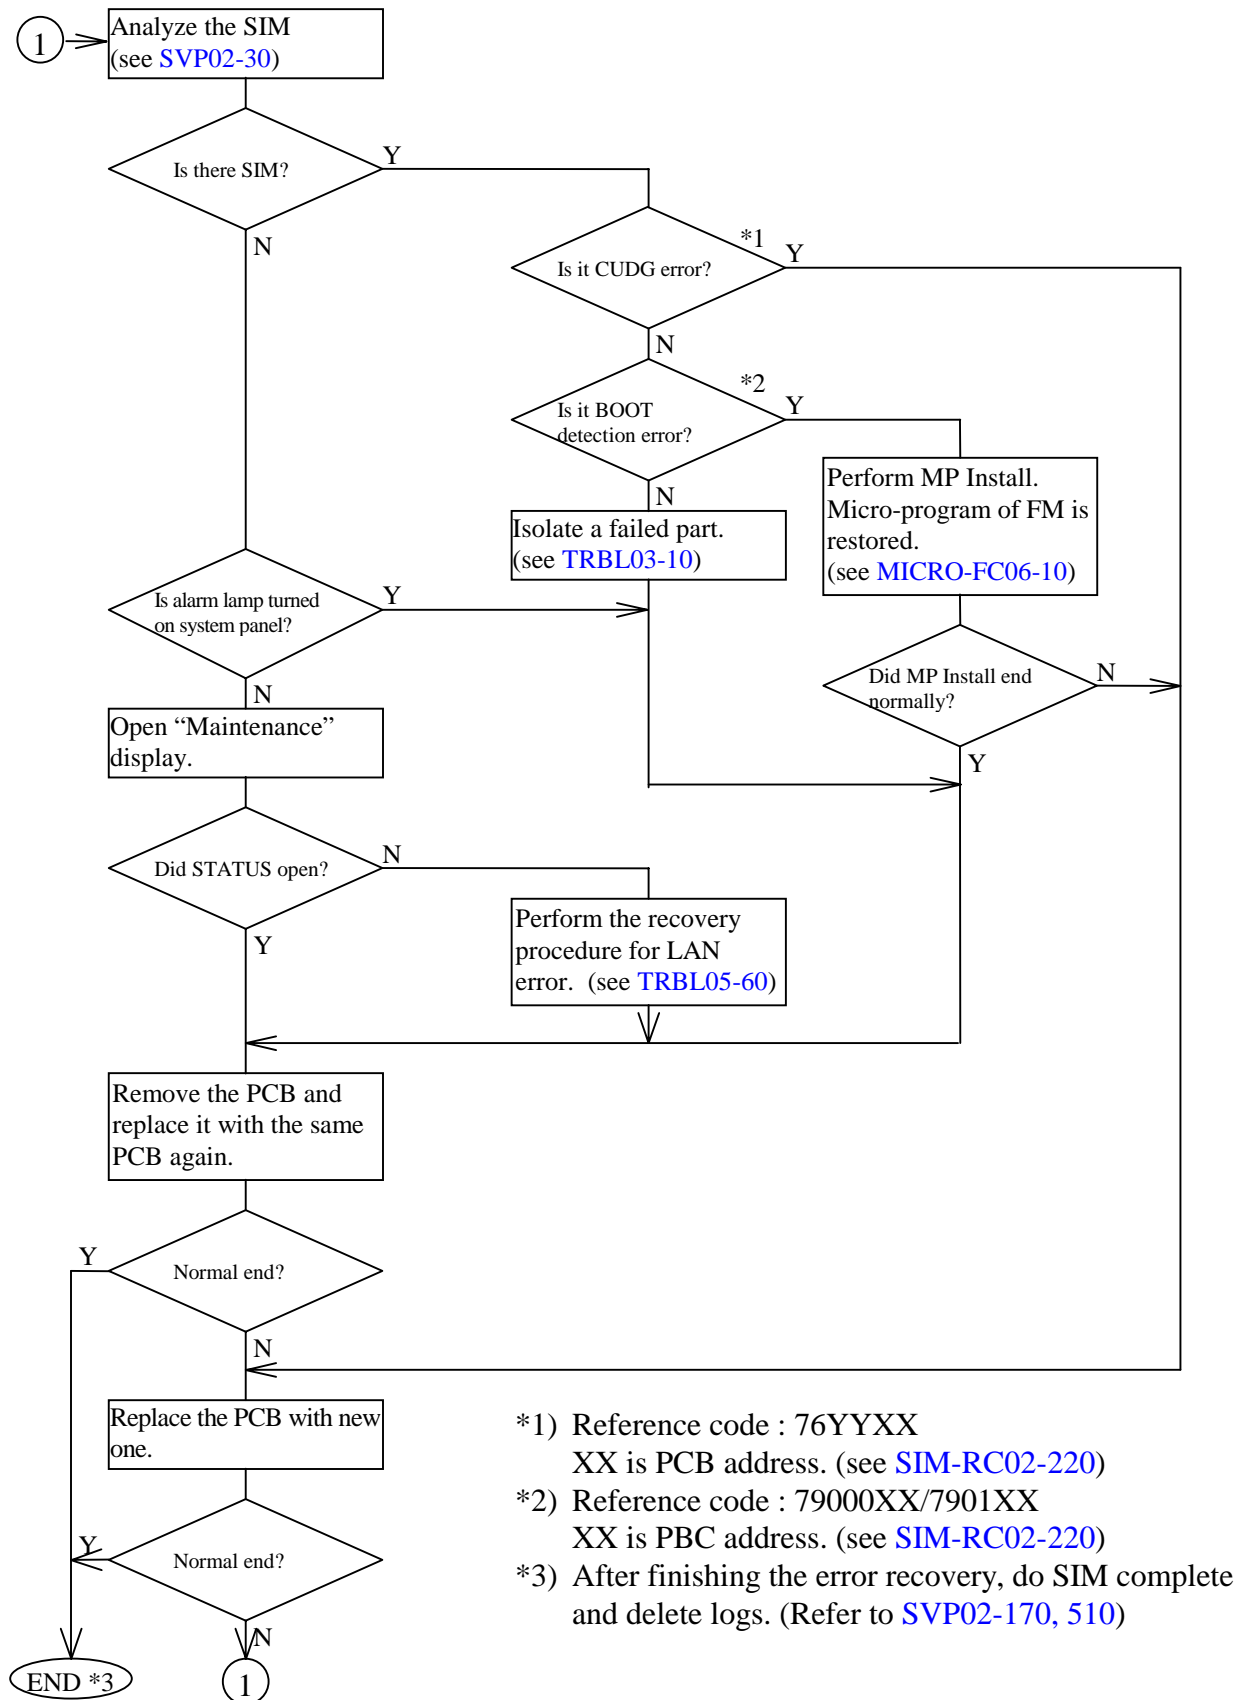 1
Analyze the SIM
(see SVP02-30)
Is there SIM?
Y
N
Is it CUDG error?
*1
Y
N
Is it BOOT
detection error?
*2
Y
N
Isolate a failed part.
(see TRBL03-10)
Perform MP Install.
Micro-program of FM is
restored.
(see MICRO-FC06-10)
Is alarm lamp turned
on system panel?
Y
N
Did MP Install end
normally?
N
Y
Open “Maintenance”
display.
Did STATUS open?
N
Y
Perform the recovery
procedure for LAN
error.  (see TRBL05-60)
Remove the PCB and
replace it with the same
PCB again.
Normal end?
Y
N
Replace the PCB with new
one.
Normal end?
Y
N
END *3
1
*1) Reference code : 76YYXX
XX is PCB address. (see SIM-RC02-220)
*2) Reference code : 79000XX/7901XX
XX is PBC address. (see SIM-RC02-220)
*3) After finishing the error recovery, do SIM complete
and delete logs. (Refer to SVP02-170, 510)